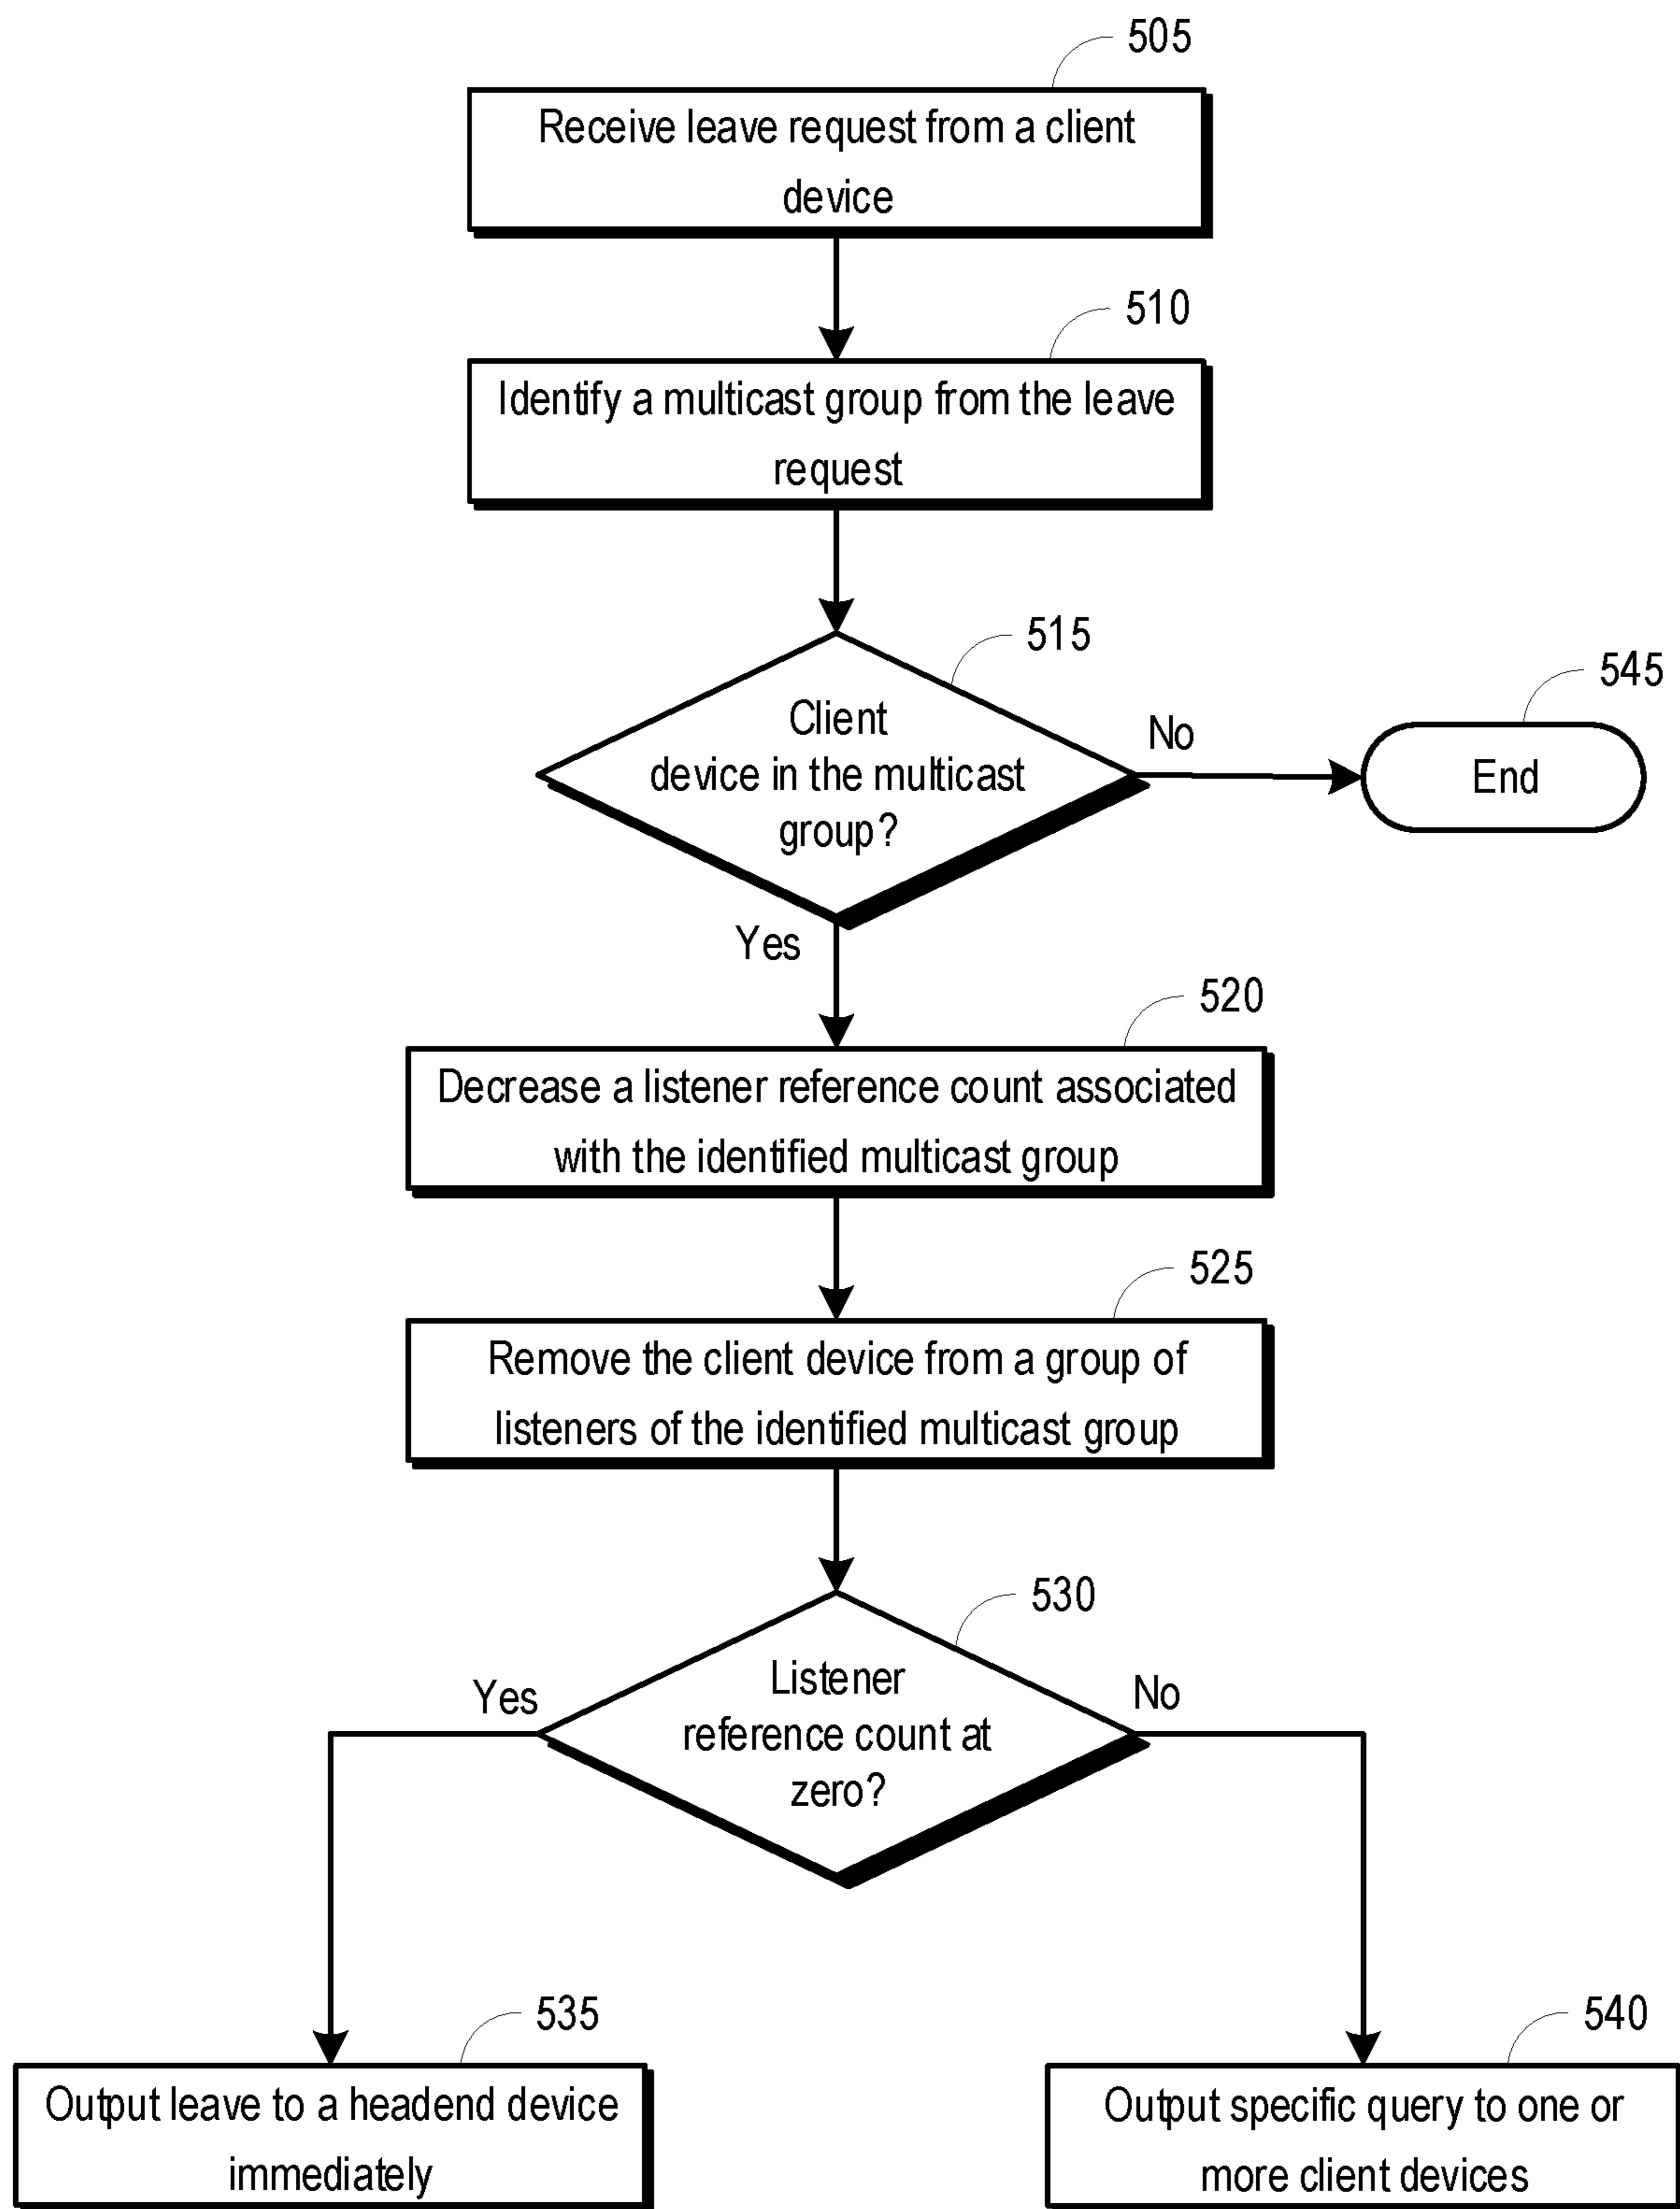 505
Receive leave request from a client
device
510
Identify a multicast group from the leave
request
515
Client
device in the multicast
group?
No
545
End
Yes
520
Decrease a listener reference count associated
with the identified multicast group
525
Remove the client device from a group of
listeners of the identified multicast group
530
Listener
reference count at
zero?
Yes
No
535
Output leave to a headend device
immediately
540
Output specific query to one or
more client devices